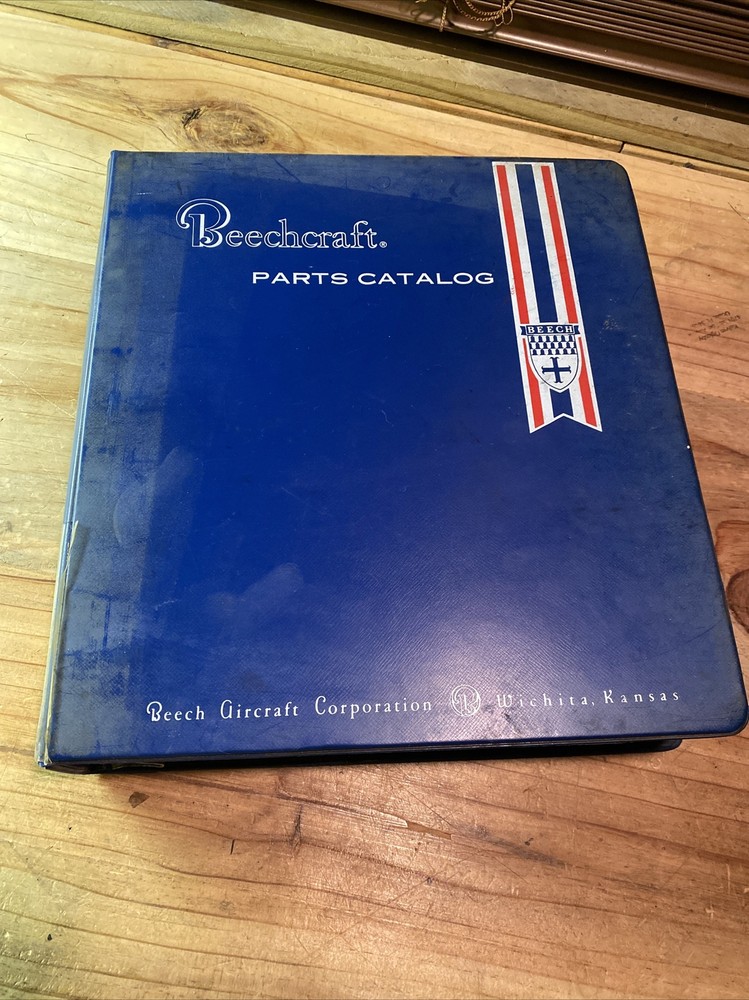 Beechcraft®
PARTS CATALOG
BEECH
Beech Aircraft Corporation B Wichita, Kansas